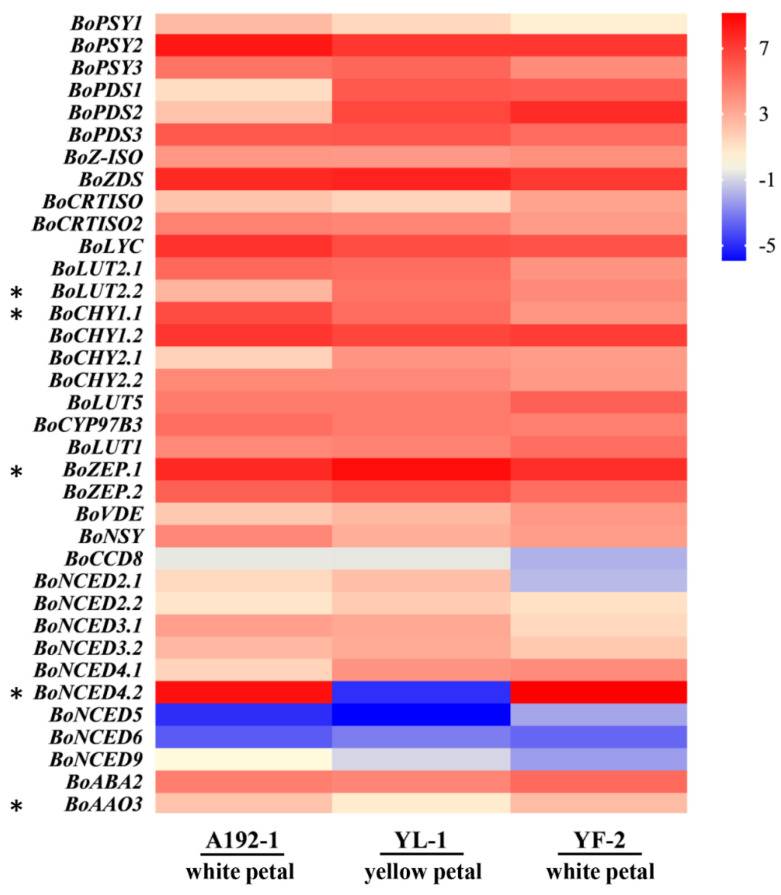 BoPSY1
BoPSY2
BoPSY3
BoPDS1
BoPDS2
BoPDS3
BoZ-ISO
BoZDS
BoCRTISO
BoCRTISO2
BoLYC
BoLUT2.1
* BoLUT2.2
* BoCHY1.1
BoCHY1.2
BoCHY2.1
BoCHY2.2
BoLUT5
BoCYP97B3
BoLUT1
* BoZEP.1
BoZEP.2
BoVDE
BoNSY
BoCCD8
BoNCED2.1
BoNCED2.2
BoNCED3.1
BoNCED3.2
BoNCED4.1
* BoNCED4.2
BoNCED5
BoNCED6
BoNCED9
BoABA2
* BoAAO3
7
3
-1
-5
A192-1 YL-1 YF-2
white petal yellow petal white petal